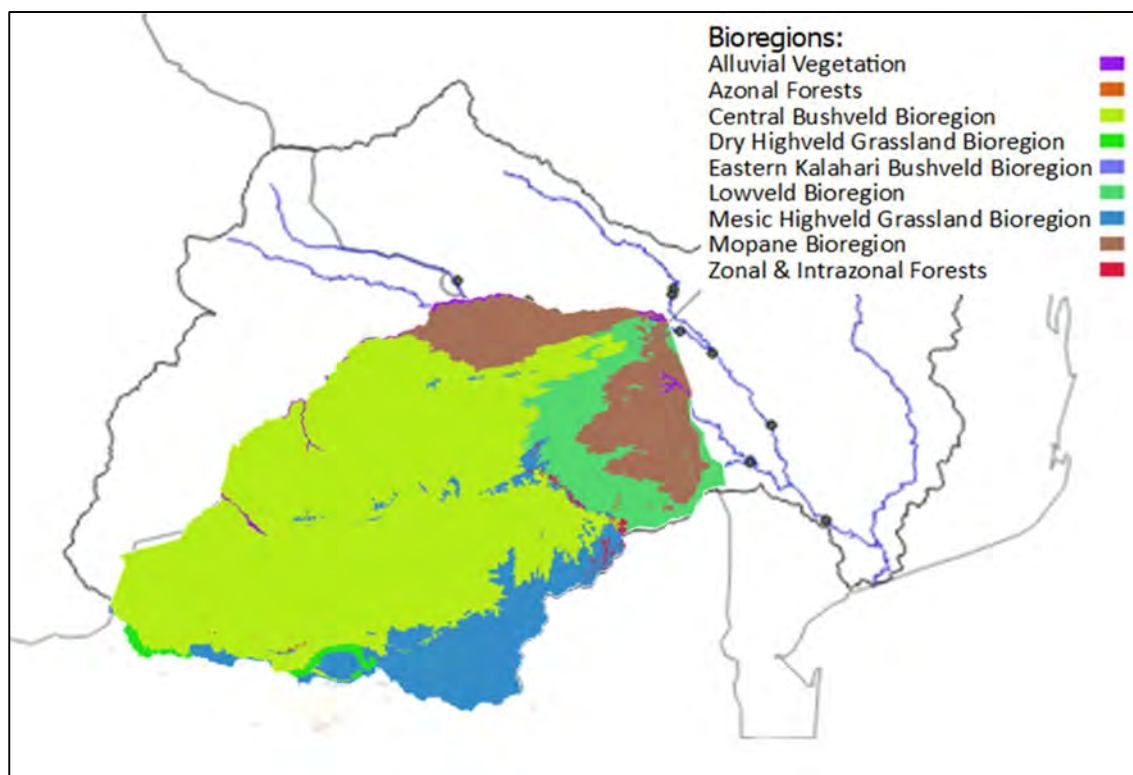 Bioregions:
Alluvial Vegetation
Azonal Forests
Central Bushveld Bioregion
Dry Highveld Grassland Bioregion
Eastern Kalahari Bushveld Bioregion
Lowveld Bioregion
Mesic Highveld Grassland Bioregion
Mopane Bioregion
Zonal & Intrazonal Forests